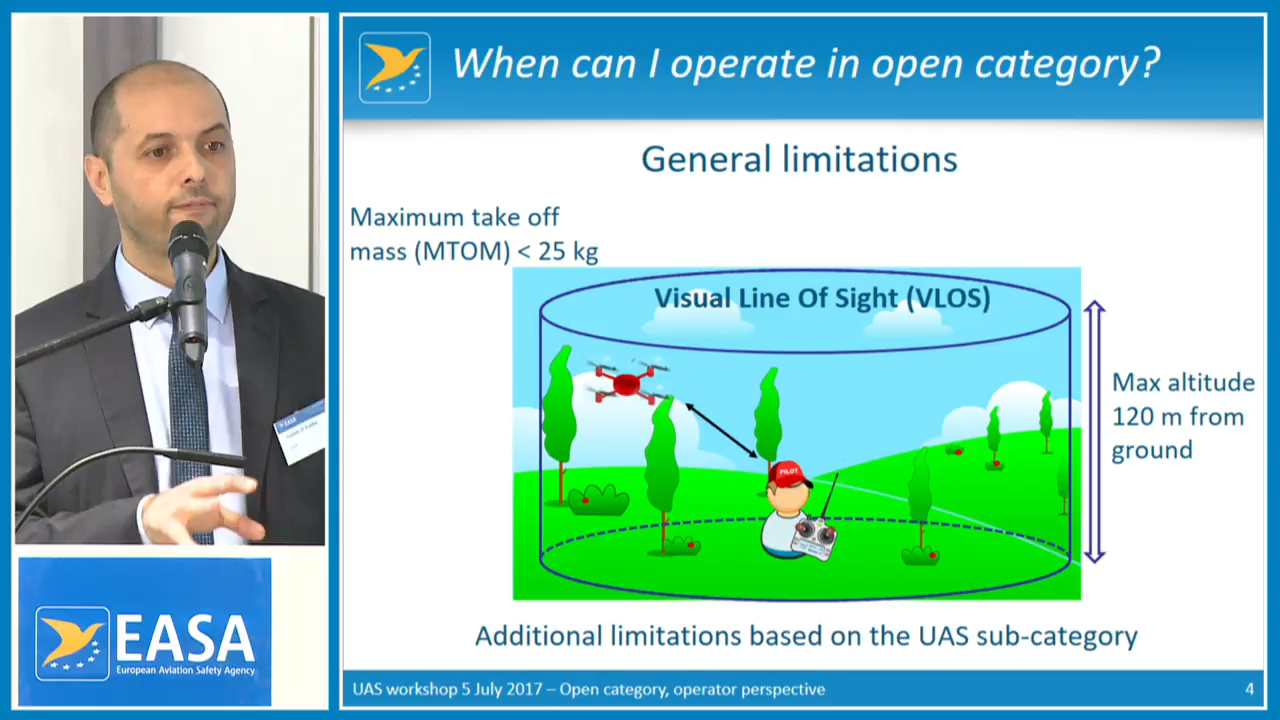 When can I operate in open category?
General limitations
Maximum take off
mass (MTOM) < 25 kg
Visual Line Of Sight (VLOS)
Max altitude
120 m from
ground
PILOT
Additional limitations based on the UAS sub-category
UAS workshop 5 July 2017 – Open category, operator perspective
4
EASA
EASA
European Aviation Safety Agency